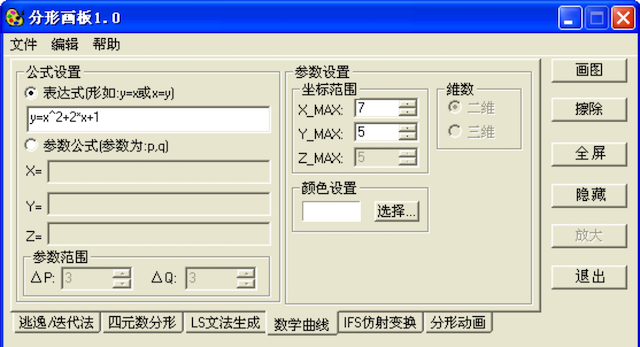 分形画板1.0
文件 编辑 帮助
公式设置
表达式(形如:y=x或x=y)
y=x^2+2*x+1
参数公式(参数为:p,q)
X=
Y=
Z=
参数范围
ΔP: 3 ΔQ: 3
参数设置
坐标范围
X_MAX: 7
Y_MAX: 5
Z_MAX: 5
维数
二维
三维
颜色设置
选择...
画图
擦除
全屏
隐藏
放大
退出
逃逸/迭代法 四元数分形 LS文法生成 数学曲线 IFS仿射变换 分形动画